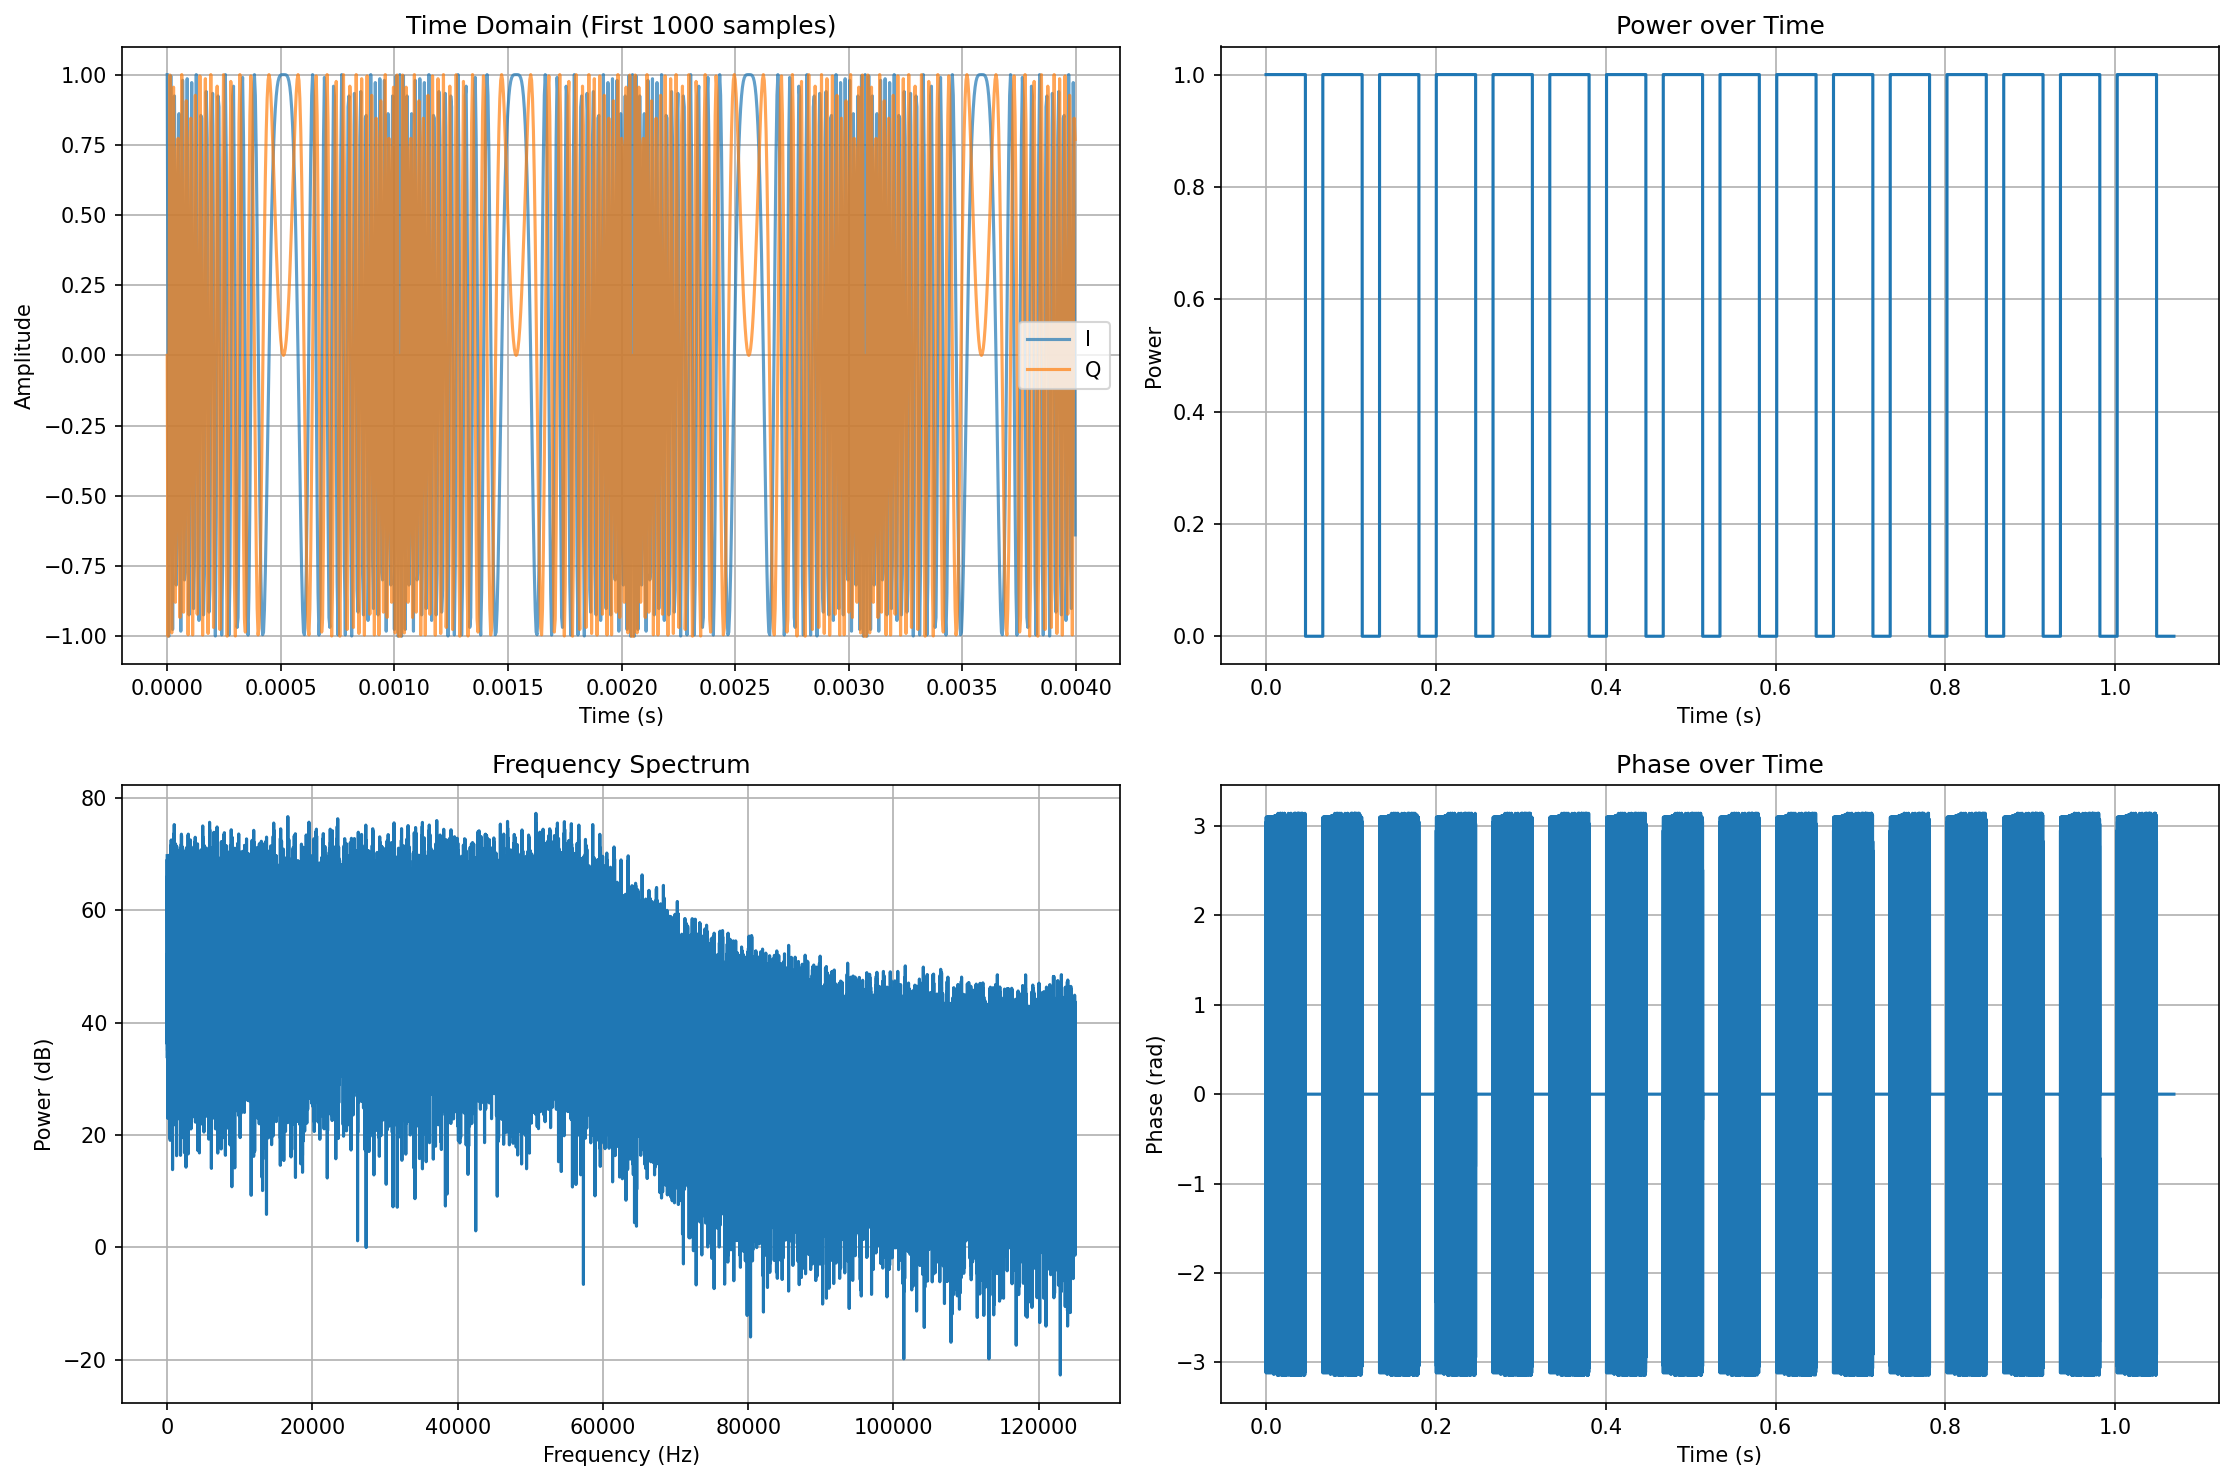 Time Domain (First 1000 samples)
1.00
0.75
0.50
0.25
0.00
−0.25
−0.50
−0.75
−1.00
Amplitude
I
Q
0.0000 0.0005 0.0010 0.0015 0.0020 0.0025 0.0030 0.0035 0.0040
Time (s)
Power over Time
1.0
0.8
0.6
0.4
0.2
0.0
Power
0.0 0.2 0.4 0.6 0.8 1.0
Time (s)
Frequency Spectrum
80
60
40
20
0
−20
Power (dB)
0 20000 40000 60000 80000 100000 120000
Frequency (Hz)
Phase over Time
3
2
1
0
−1
−2
−3
Phase (rad)
0.0 0.2 0.4 0.6 0.8 1.0
Time (s)